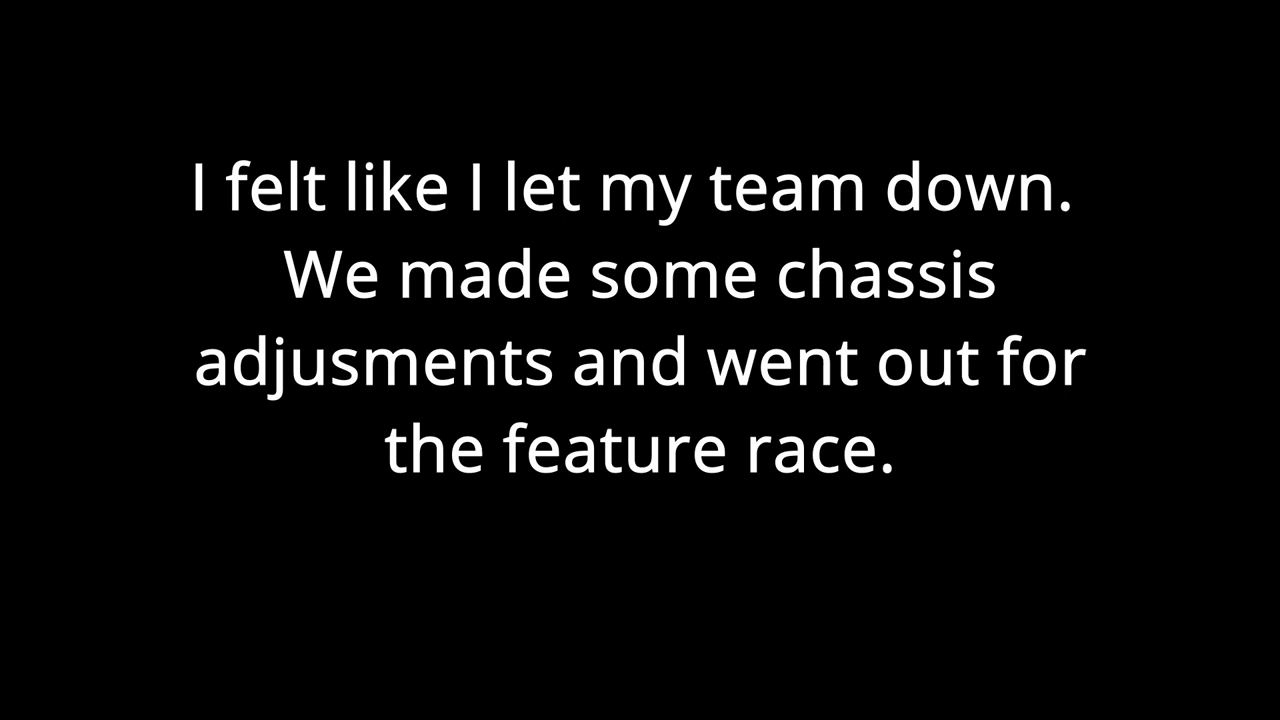 I felt like I let my team down.
We made some chassis
adjusments and went out for
the feature race.